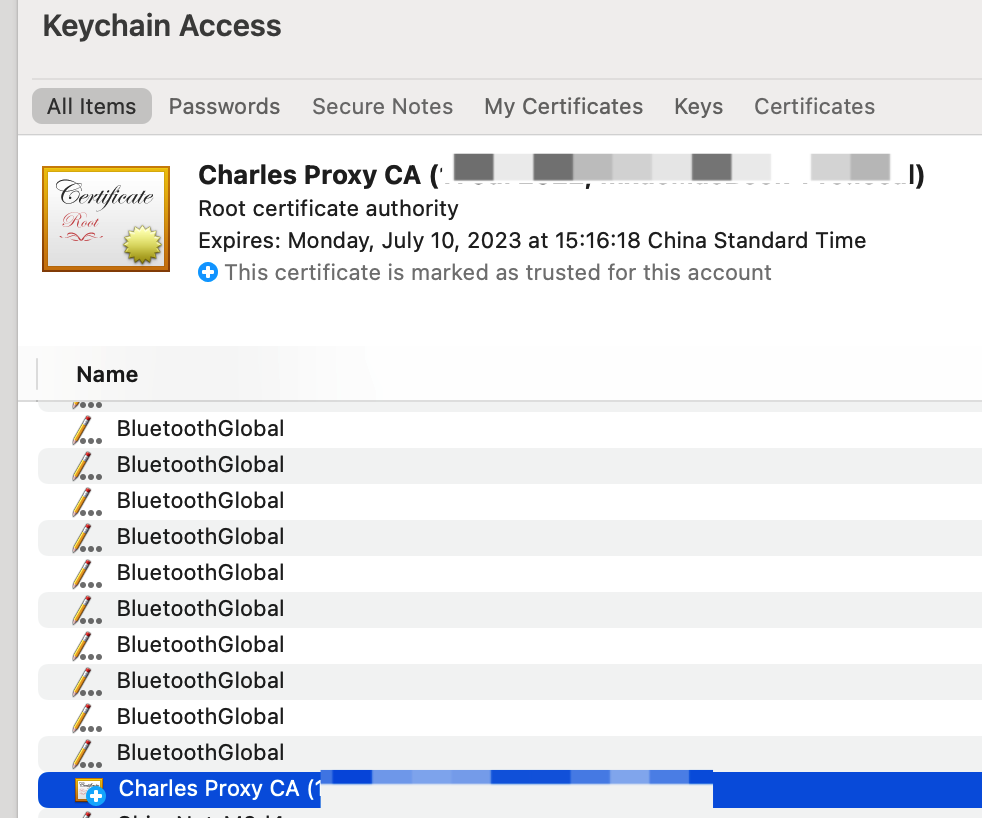 Keychain Access
All Items Passwords Secure Notes My Certificates Keys Certificates
Certificate
Root
Charles Proxy CA (
Root certificate authority
Expires: Monday, July 10, 2023 at 15:16:18 China Standard Time
This certificate is marked as trusted for this account
Name
BluetoothGlobal
BluetoothGlobal
BluetoothGlobal
BluetoothGlobal
BluetoothGlobal
BluetoothGlobal
BluetoothGlobal
BluetoothGlobal
BluetoothGlobal
BluetoothGlobal
Charles Proxy CA (1